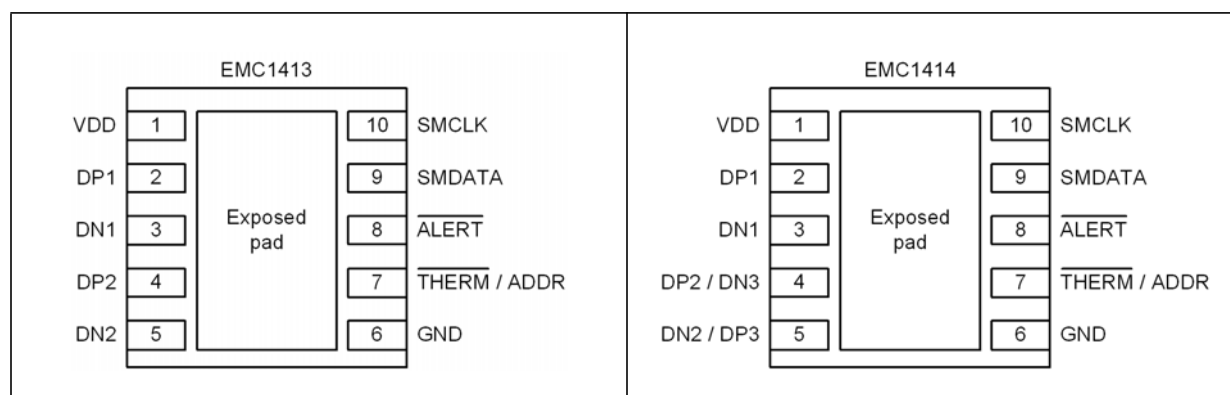 EMC1413
VDD 1 10 SMCLK
DP1 2 9 SMDATA
DN1 3 8 ALERT
DP2 4 7 THERM / ADDR
DN2 5 6 GND
Exposed
pad
EMC1414
VDD 1 10 SMCLK
DP1 2 9 SMDATA
DN1 3 8 ALERT
DP2 / DN3 4 7 THERM / ADDR
DN2 / DP3 5 6 GND
Exposed
pad